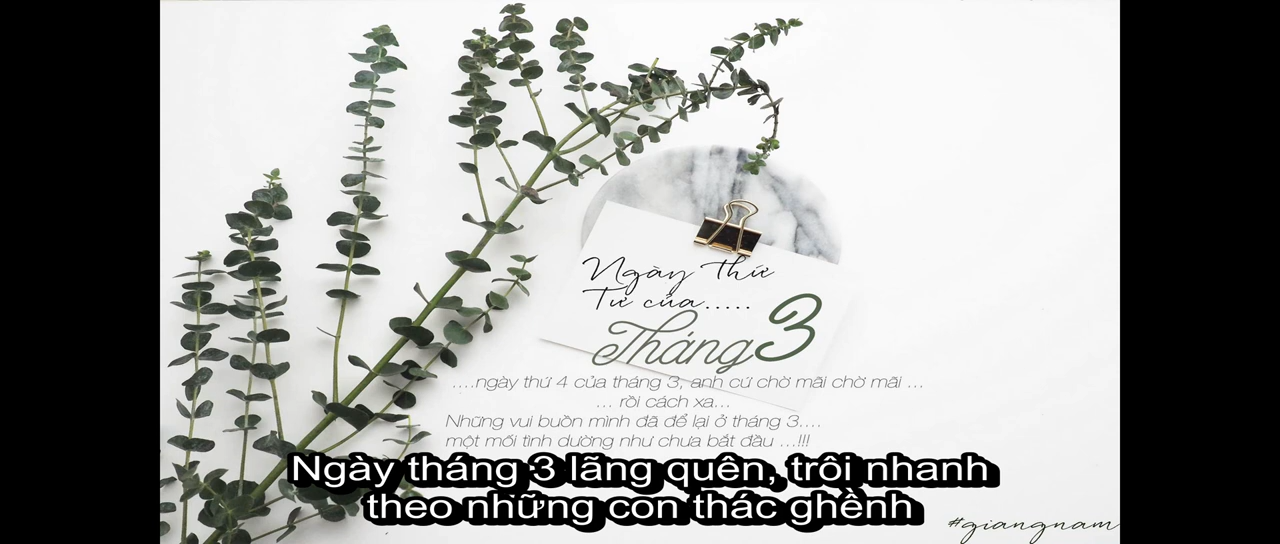 Ngày thứ
Tư của.....
Tháng 3
....ngày thứ 4 của tháng 3, anh cứ chờ mãi chờ mãi ...
... rồi cách xa...
Những vui buồn mình đã để lại ở tháng 3....
một mối tình dường như chưa bắt đầu ...!!!
Ngày tháng 3 lãng quên, trôi nhanh
theo những con thác ghềnh
#giangnam